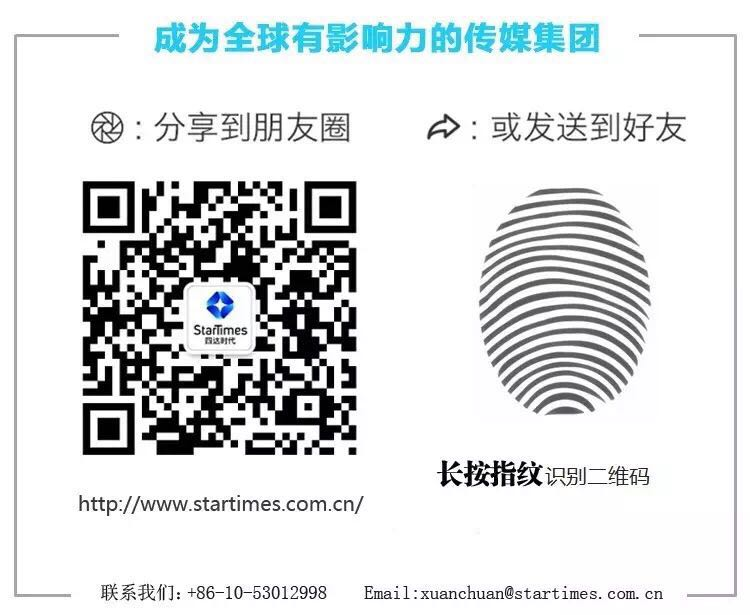 成为全球有影响力的传媒集团
：分享到朋友圈
：或发送到好友
StarTimes
四达时代
长按指纹识别二维码
http://www.startimes.com.cn/
联系我们：+86-10-53012998 Email:xuanchuan@startimes.com.cn